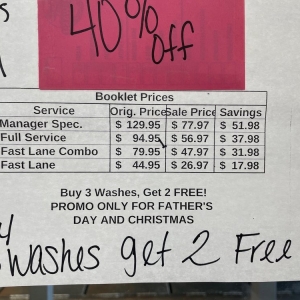 40% off
Booklet Prices
Service Orig. Price Sale Price Savings
Manager Spec. $ 129.95 $ 77.97 $ 51.98
Full Service $ 94.95 $ 56.97 $ 37.98
Fast Lane Combo $ 79.95 $ 47.97 $ 31.98
Fast Lane $ 44.95 $ 26.97 $ 17.98
Buy 3 Washes, Get 2 FREE!
PROMO ONLY FOR FATHER'S
DAY AND CHRISTMAS
Washes get 2 Free